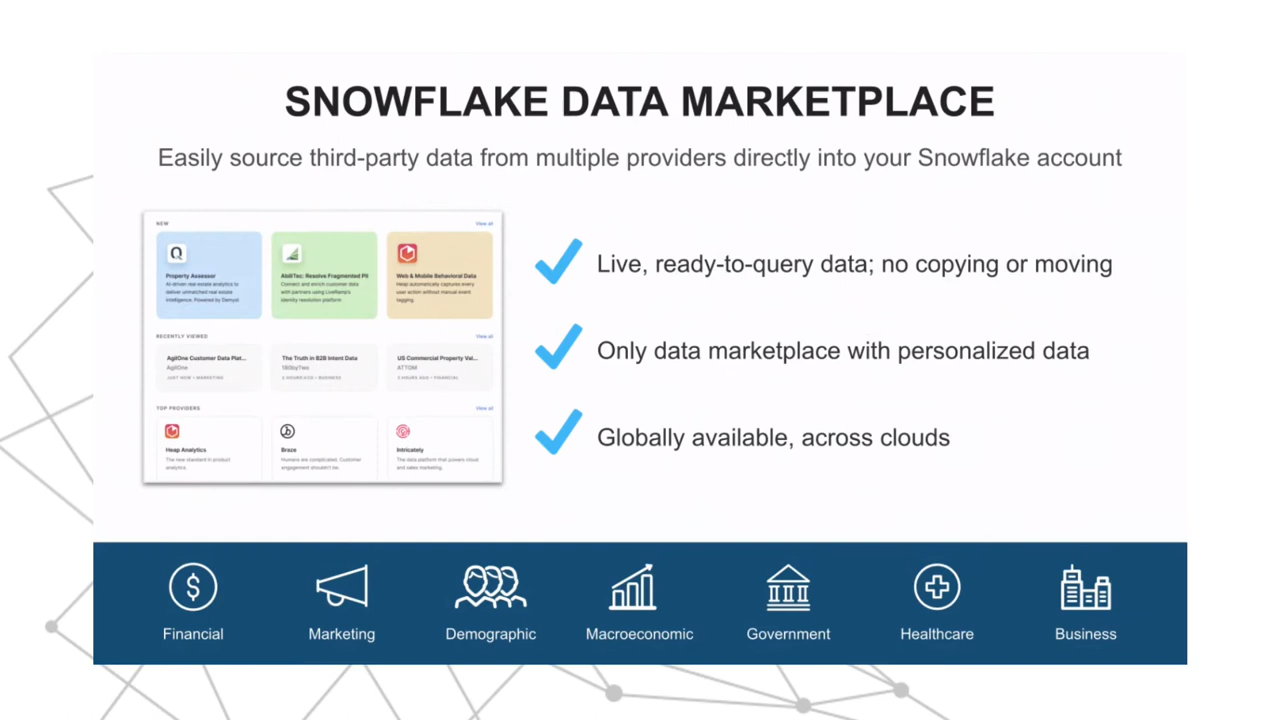 SNOWFLAKE DATA MARKETPLACE
Easily source third-party data from multiple providers directly into your Snowflake account
NEW
View all
Property Assessor
AI-driven real estate analytics to
deliver unmatched real estate
intelligence. Powered by Demyst
AbiliTec: Resolve Fragmented PII
Connect and enrich customer data
with partners using LiveRamp's
identity resolution platform
Web & Mobile Behavioral Data
Heap automatically captures every
user action without manual event
tagging.
RECENTLY VIEWED
View all
AgilOne Customer Data Plat...
AgilOne
JUST NOW • MARKETING
The Truth in B2B Intent Data
180byTwo
2 HOURS AGO • BUSINESS
US Commercial Property Val...
ATTOM
3 HOURS AGO • FINANCIAL
TOP PROVIDERS
View all
Heap Analytics
The new standard in product
analytics
Braze
Humans are complicated. Customer
engagement shouldn't be.
Intricately
The data platform that powers cloud
and sales marketing.
Live, ready-to-query data; no copying or moving
Only data marketplace with personalized data
Globally available, across clouds
Financial
Marketing
Demographic
Macroeconomic
Government
Healthcare
Business